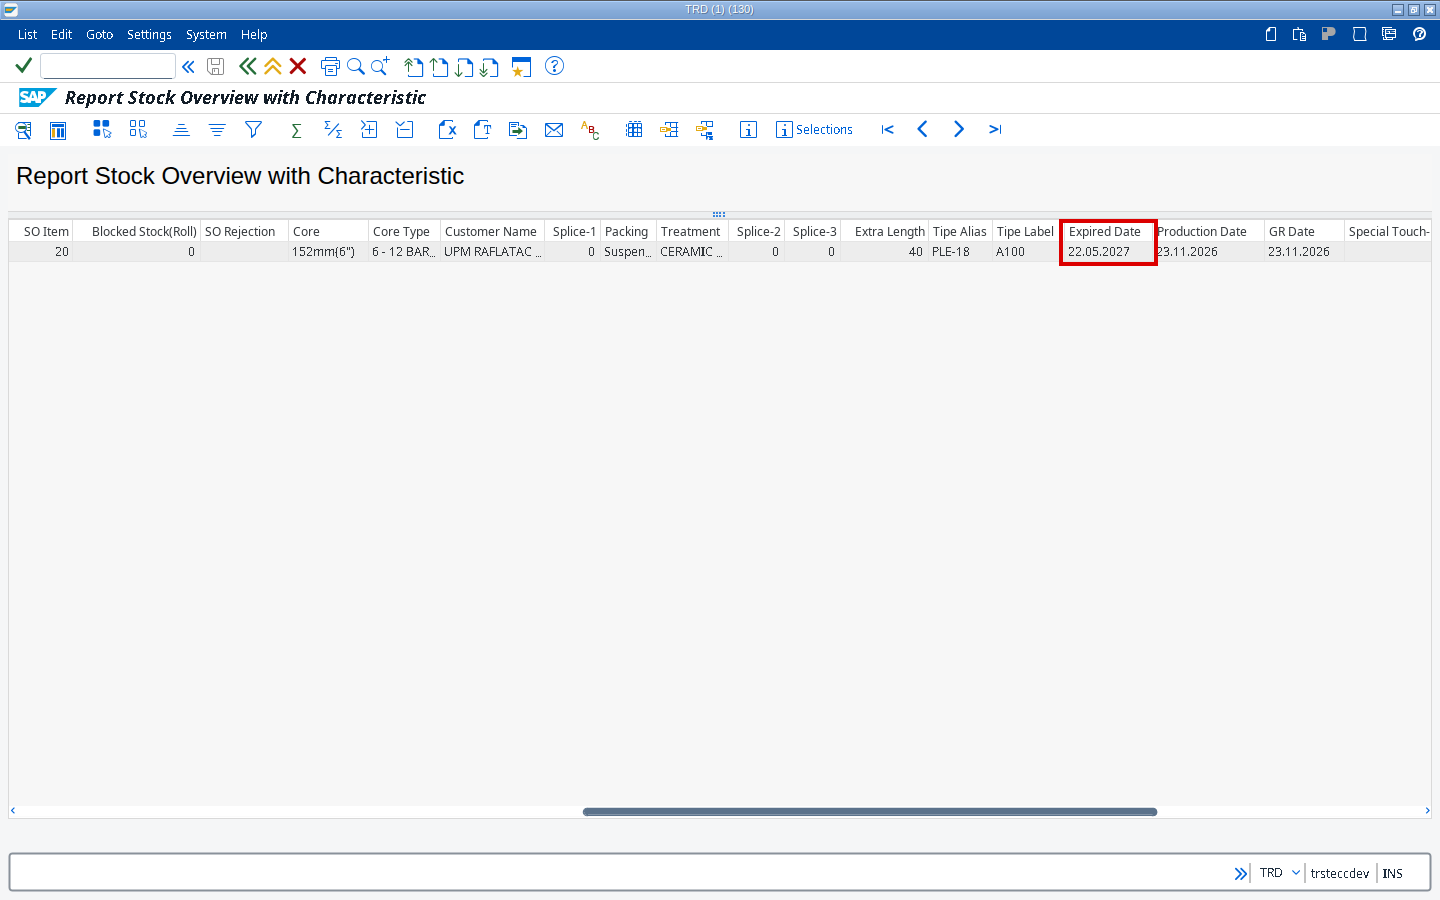 TRD (1) (130)
List Edit Goto Settings System Help
SAP Report Stock Overview with Characteristic
Selections
Report Stock Overview with Characteristic
SO Item Blocked Stock(Roll) SO Rejection Core Core Type Customer Name Splice-1 Packing Treatment Splice-2 Splice-3 Extra Length Tipe Alias Tipe Label Expired Date Production Date GR Date Special Touch-
20 0 152mm(6") 6 - 12 BAR... UPM RAFLATAC ... 0 Suspen... CERAMIC ... 0 0 40 PLE-18 A100 22.05.2027 23.11.2026 23.11.2026
TRD trsteccdev INS